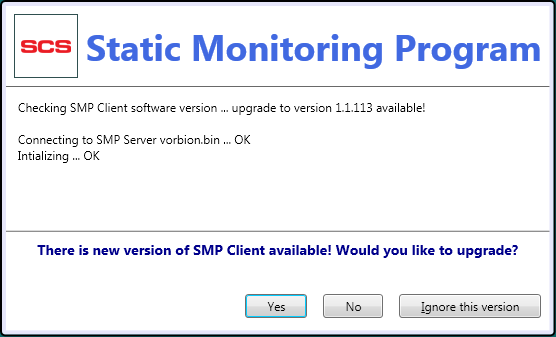 SCS
Static Monitoring Program
Checking SMP Client software version ... upgrade to version 1.1.113 available!
Connecting to SMP Server vorbion.bin ... OK
Intializing ... OK
There is new version of SMP Client available! Would you like to upgrade?
Yes
No
Ignore this version